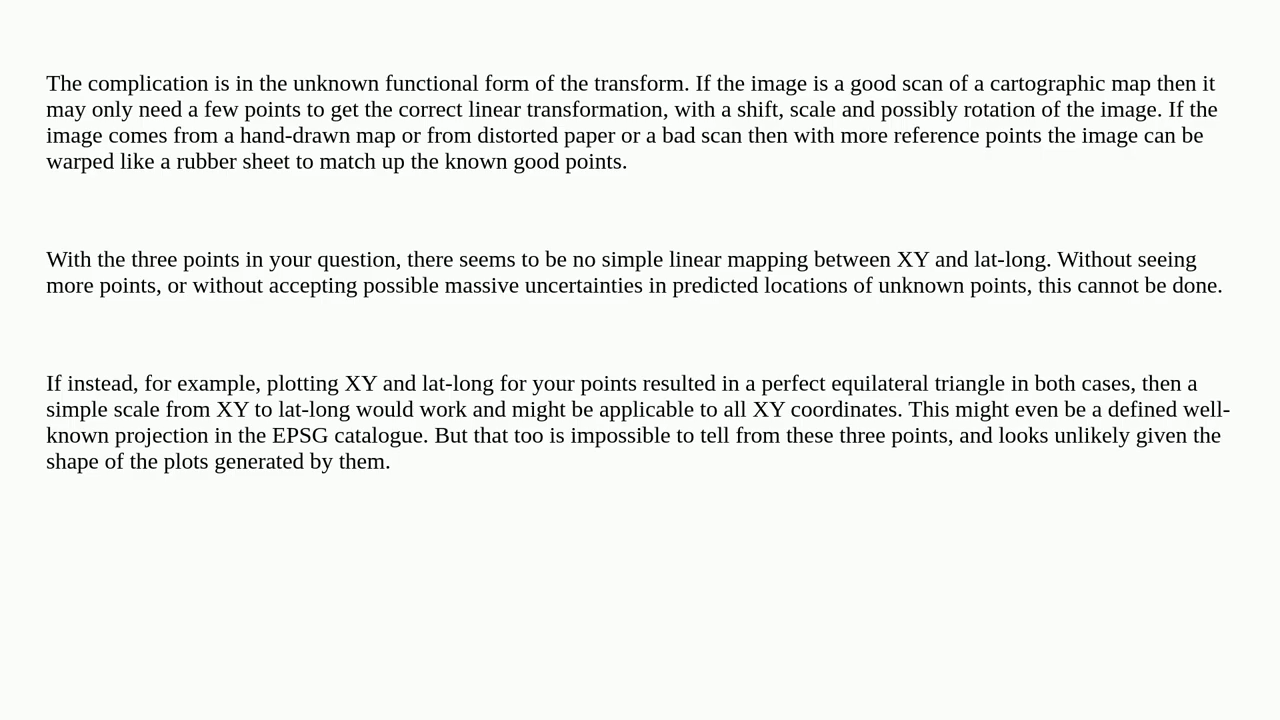 The complication is in the unknown functional form of the transform. If the image is a good scan of a cartographic map then it
may only need a few points to get the correct linear transformation, with a shift, scale and possibly rotation of the image. If the
image comes from a hand-drawn map or from distorted paper or a bad scan then with more reference points the image can be
warped like a rubber sheet to match up the known good points.
With the three points in your question, there seems to be no simple linear mapping between XY and lat-long. Without seeing
more points, or without accepting possible massive uncertainties in predicted locations of unknown points, this cannot be done.
If instead, for example, plotting XY and lat-long for your points resulted in a perfect equilateral triangle in both cases, then a
simple scale from XY to lat-long would work and might be applicable to all XY coordinates. This might even be a defined well-
known projection in the EPSG catalogue. But that too is impossible to tell from these three points, and looks unlikely given the
shape of the plots generated by them.